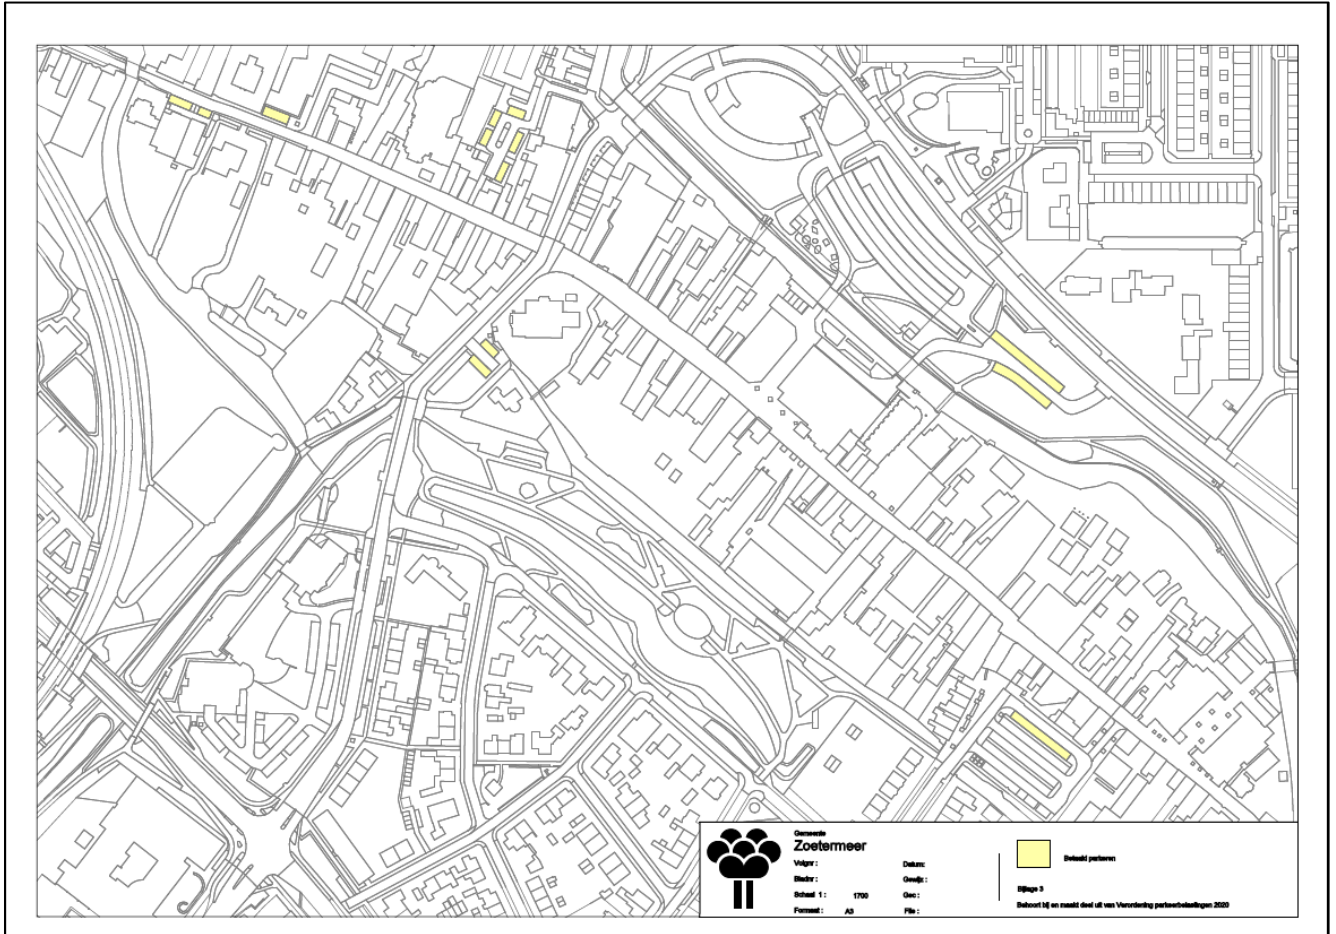 Gemeente
Zoetermeer
Volgnr : Datum:
Bladnr : Gewijz :
Schaal 1 : 1700 Gec :
Formaat : A3 File :
Betaald parkeren
Bijlage 3
Behoort bij en maakt deel uit van Verordening parkeerbelastingen 2020